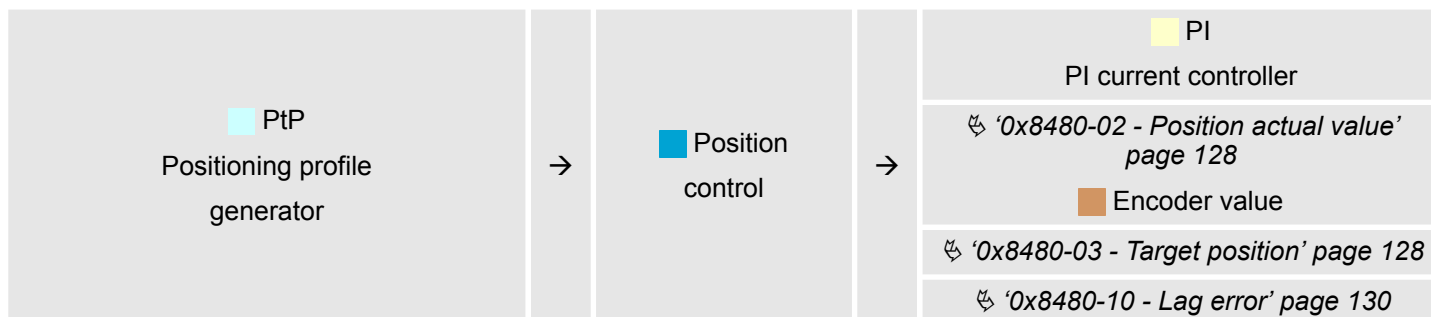 PtP
Positioning profile
generator
→
Position
control
→
PI
PI current controller
↳ ‘0x8480-02 - Position actual value’
page 128
Encoder value
↳ ‘0x8480-03 - Target position’ page 128
↳ ‘0x8480-10 - Lag error’ page 130